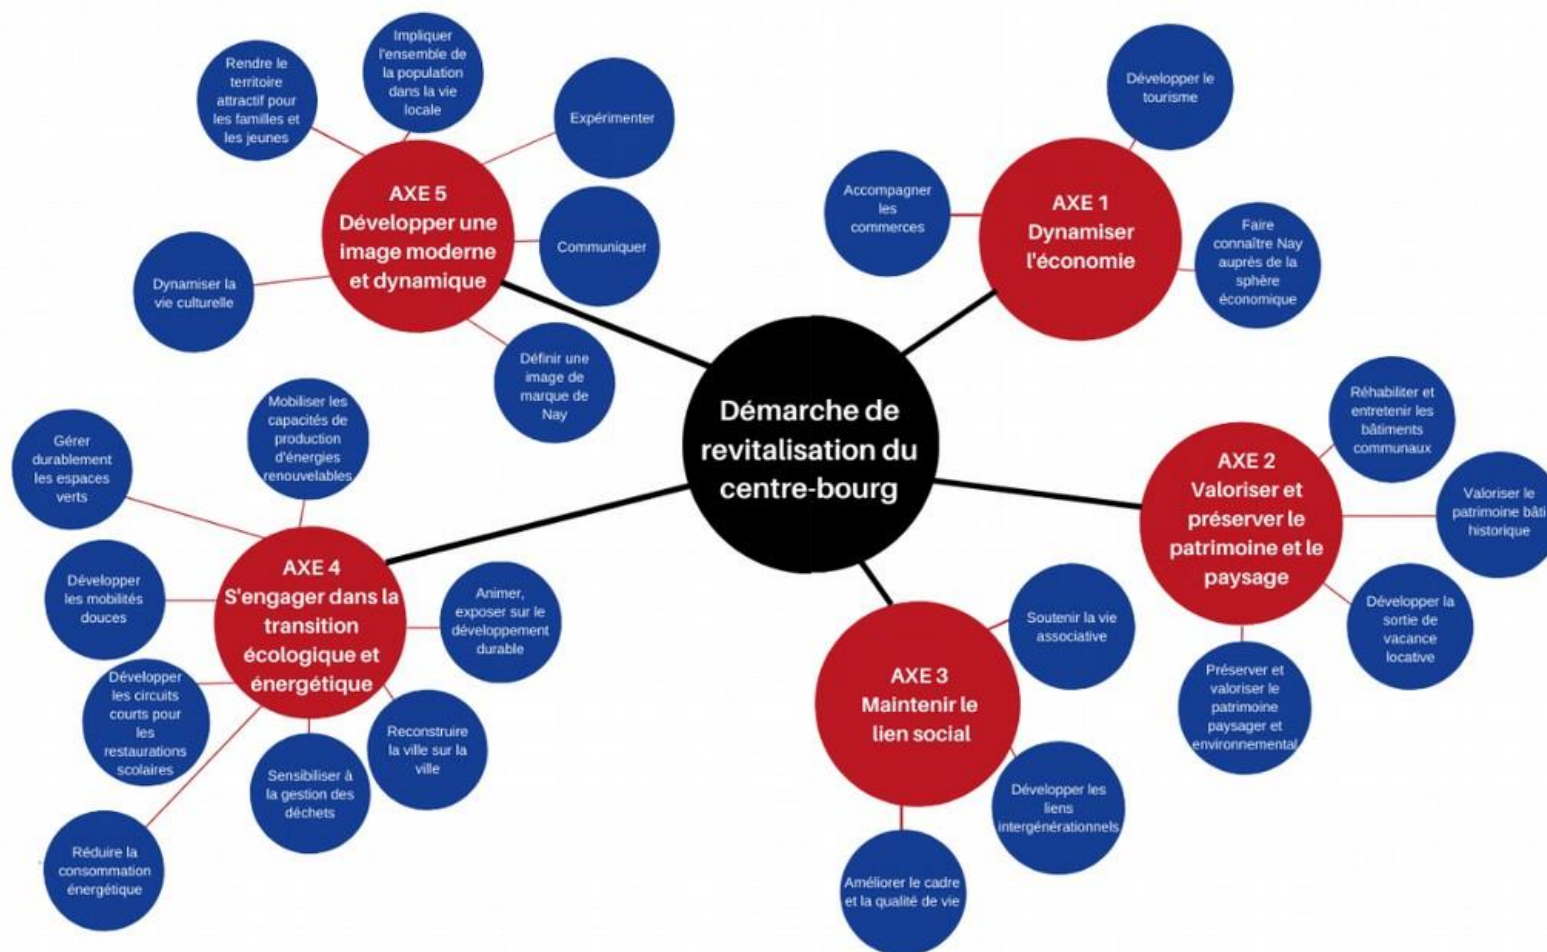 Démarche de
revitalisation du
centre-bourg
AXE 1
Dynamiser
l'économie
Accompagner
les
commerces
Développer le
tourisme
Faire
connaître Nay
auprès de la
sphère
économique
AXE 2
Valoriser et
préserver le
patrimoine et le
paysage
Réhabiliter et
entretenir les
bâtiments
communaux
Valoriser le
patrimoine bâti
historique
Développer la
sortie de
vacance
locative
Préserver et
valoriser le
patrimoine
paysager et
environnemental
AXE 3
Maintenir le
lien social
Soutenir la vie
associative
Développer les
liens
intergénérationnels
Améliorer le cadre
et la qualité de vie
AXE 4
S'engager dans la
transition
écologique et
énergétique
Mobiliser les
capacités de
production
d'énergies
renouvelables
Gérer
durablement
les espaces
verts
Développer
les mobilités
douces
Développer
les circuits
courts pour
les
restaurations
scolaires
Réduire la
consommation
énergétique
Sensibiliser à
la gestion des
déchets
Reconstruire
la ville sur la
ville
Animer,
exposer sur le
développement
durable
AXE 5
Développer une
image moderne
et dynamique
Rendre le
territoire
attractif pour
les familles et
les jeunes
Impliquer
l'ensemble de
la population
dans la vie
locale
Expérimenter
Communiquer
Définir une
image de
marque de
Nay
Dynamiser la
vie culturelle